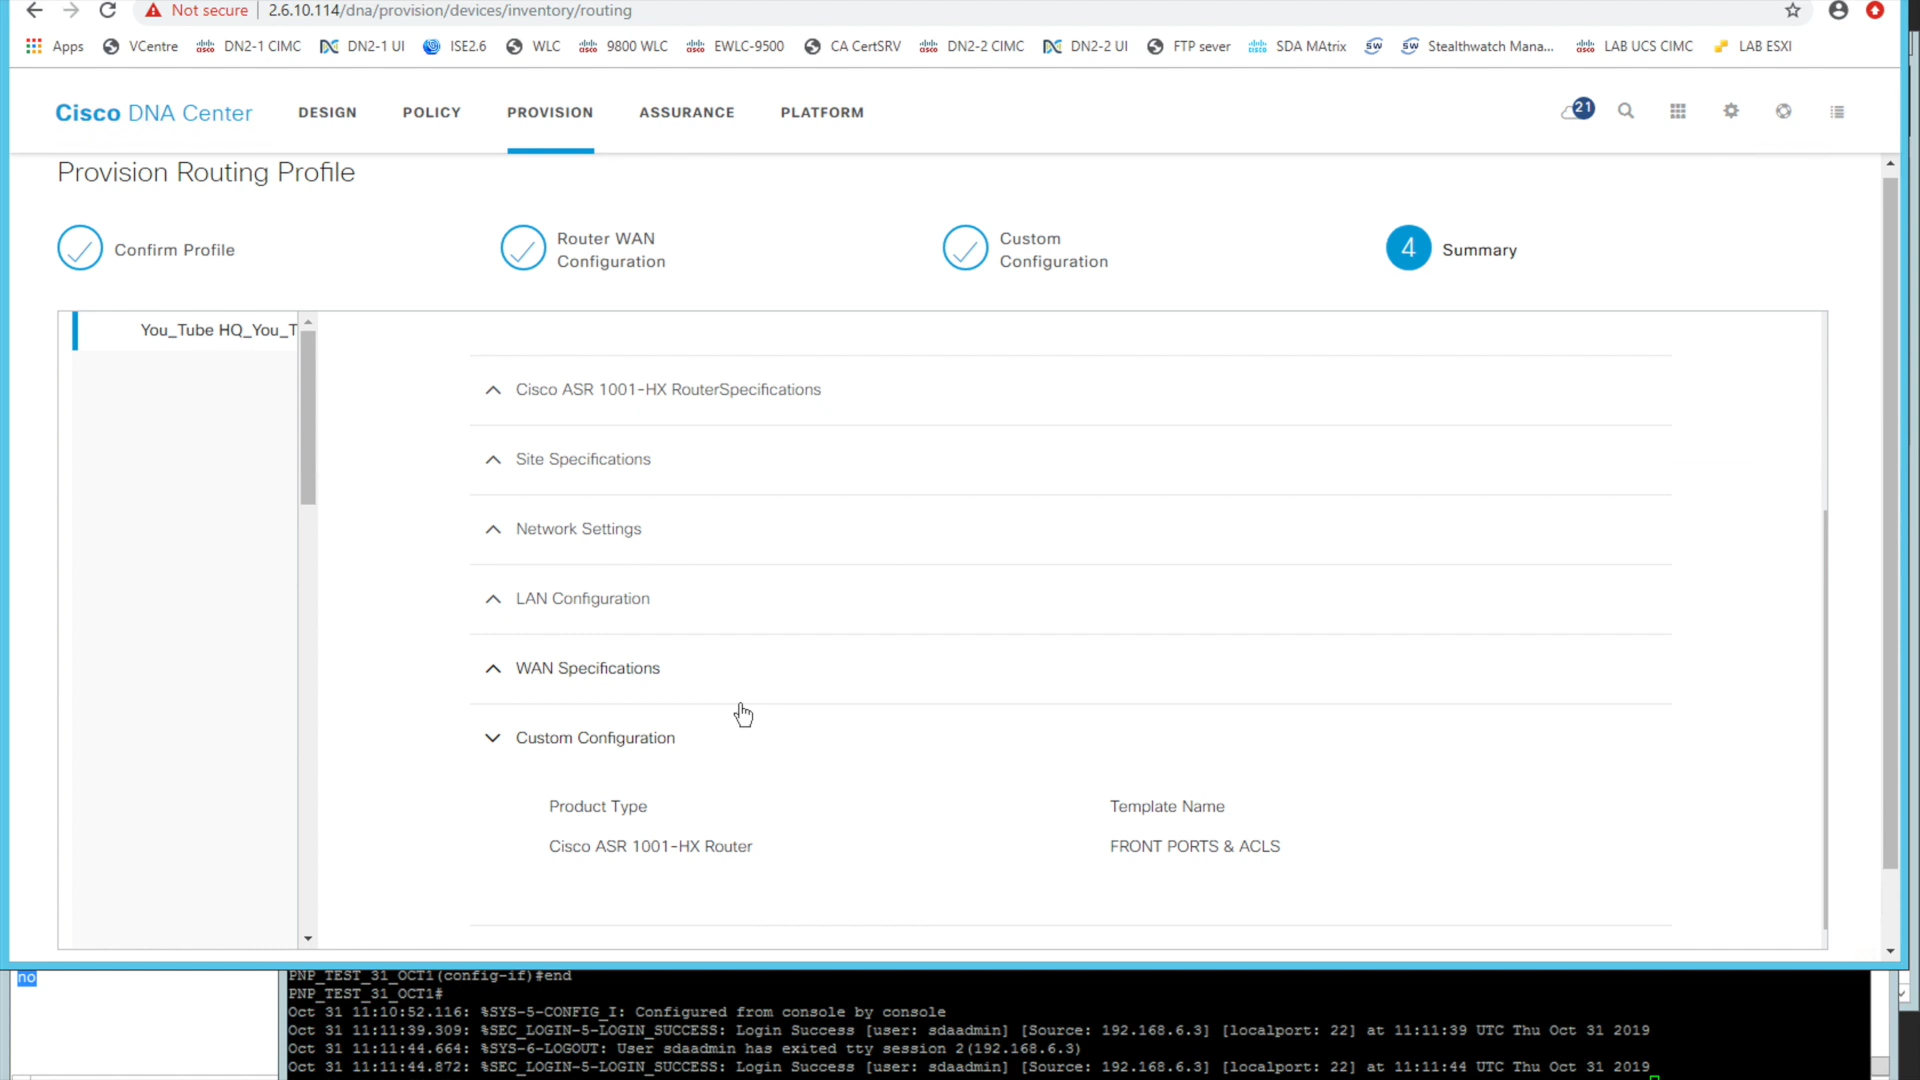 Not secure 2.6.10.114/dna/provision/devices/inventory/routing
Apps VCentre DN2-1 CIMC DN2-1 UI ISE2.6 WLC 9800 WLC EWLC-9500 CA CertSRV DN2-2 CIMC DN2-2 UI FTP sever SDA MAtrix Stealthwatch Mana... LAB UCS CIMC LAB ESXI
Cisco DNA Center DESIGN POLICY PROVISION ASSURANCE PLATFORM 21
Provision Routing Profile
Confirm Profile
Router WAN
Configuration
Custom
Configuration
4 Summary
You_Tube HQ_You_T
Cisco ASR 1001-HX RouterSpecifications
Site Specifications
Network Settings
LAN Configuration
WAN Specifications
Custom Configuration
Product Type Template Name
Cisco ASR 1001-HX Router FRONT PORTS & ACLS
no
PNP_TEST_31_OCT1(config-if)#end
PNP_TEST_31_OCT1#
Oct 31 11:10:52.116: %SYS-5-CONFIG_I: Configured from console by console
Oct 31 11:11:39.309: %SEC_LOGIN-5-LOGIN_SUCCESS: Login Success [user: sdaadmin] [Source: 192.168.6.3] [localport: 22] at 11:11:39 UTC Thu Oct 31 2019
Oct 31 11:11:44.664: %SYS-6-LOGOUT: User sdaadmin has exited tty session 2(192.168.6.3)
Oct 31 11:11:44.872: %SEC_LOGIN-5-LOGIN_SUCCESS: Login Success [user: sdaadmin] [Source: 192.168.6.3] [localport: 22] at 11:11:44 UTC Thu Oct 31 2019